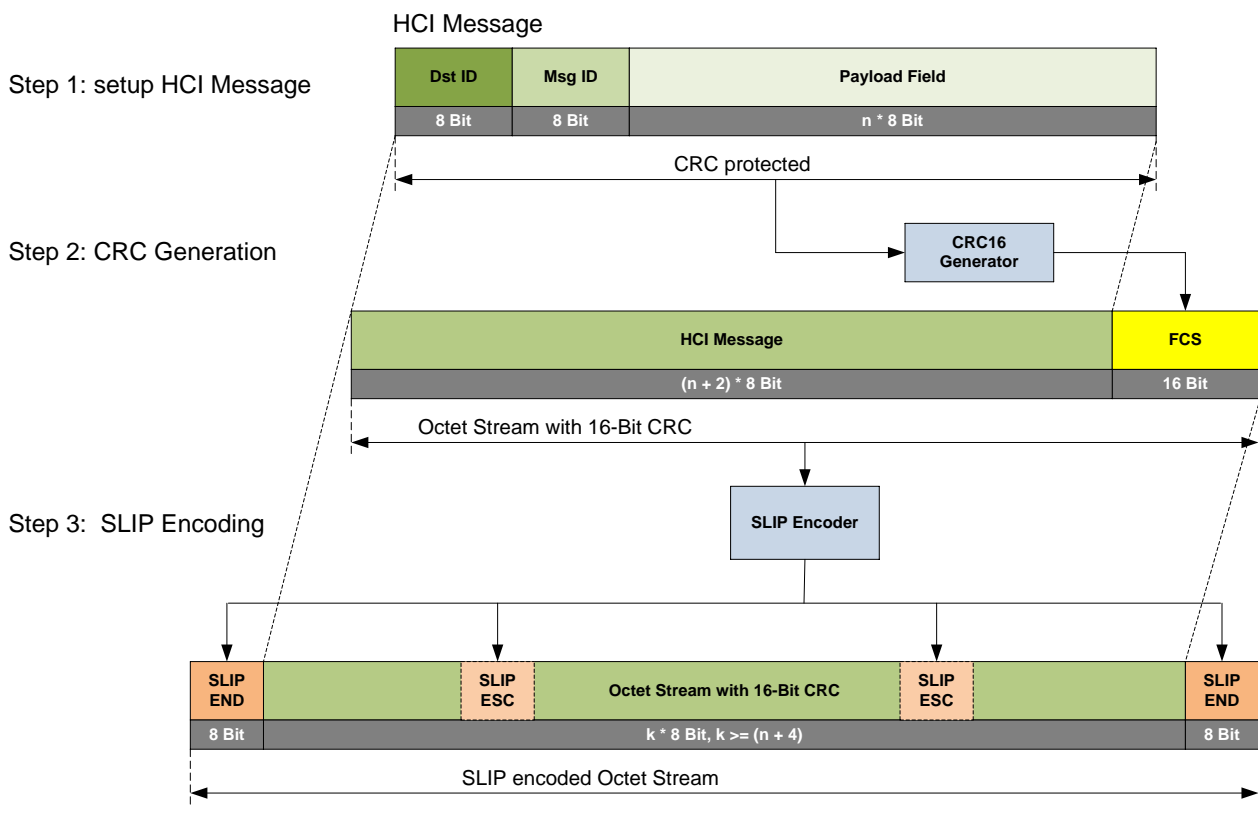 HCI Message
Step 1: setup HCI Message
Dst ID
Msg ID
Payload Field
8 Bit
8 Bit
n * 8 Bit
CRC protected
Step 2: CRC Generation
CRC16
Generator
HCI Message
FCS
(n + 2) * 8 Bit
16 Bit
Octet Stream with 16-Bit CRC
Step 3: SLIP Encoding
SLIP Encoder
SLIP
END
SLIP
ESC
Octet Stream with 16-Bit CRC
SLIP
ESC
SLIP
END
8 Bit
k * 8 Bit, k >= (n + 4)
8 Bit
SLIP encoded Octet Stream